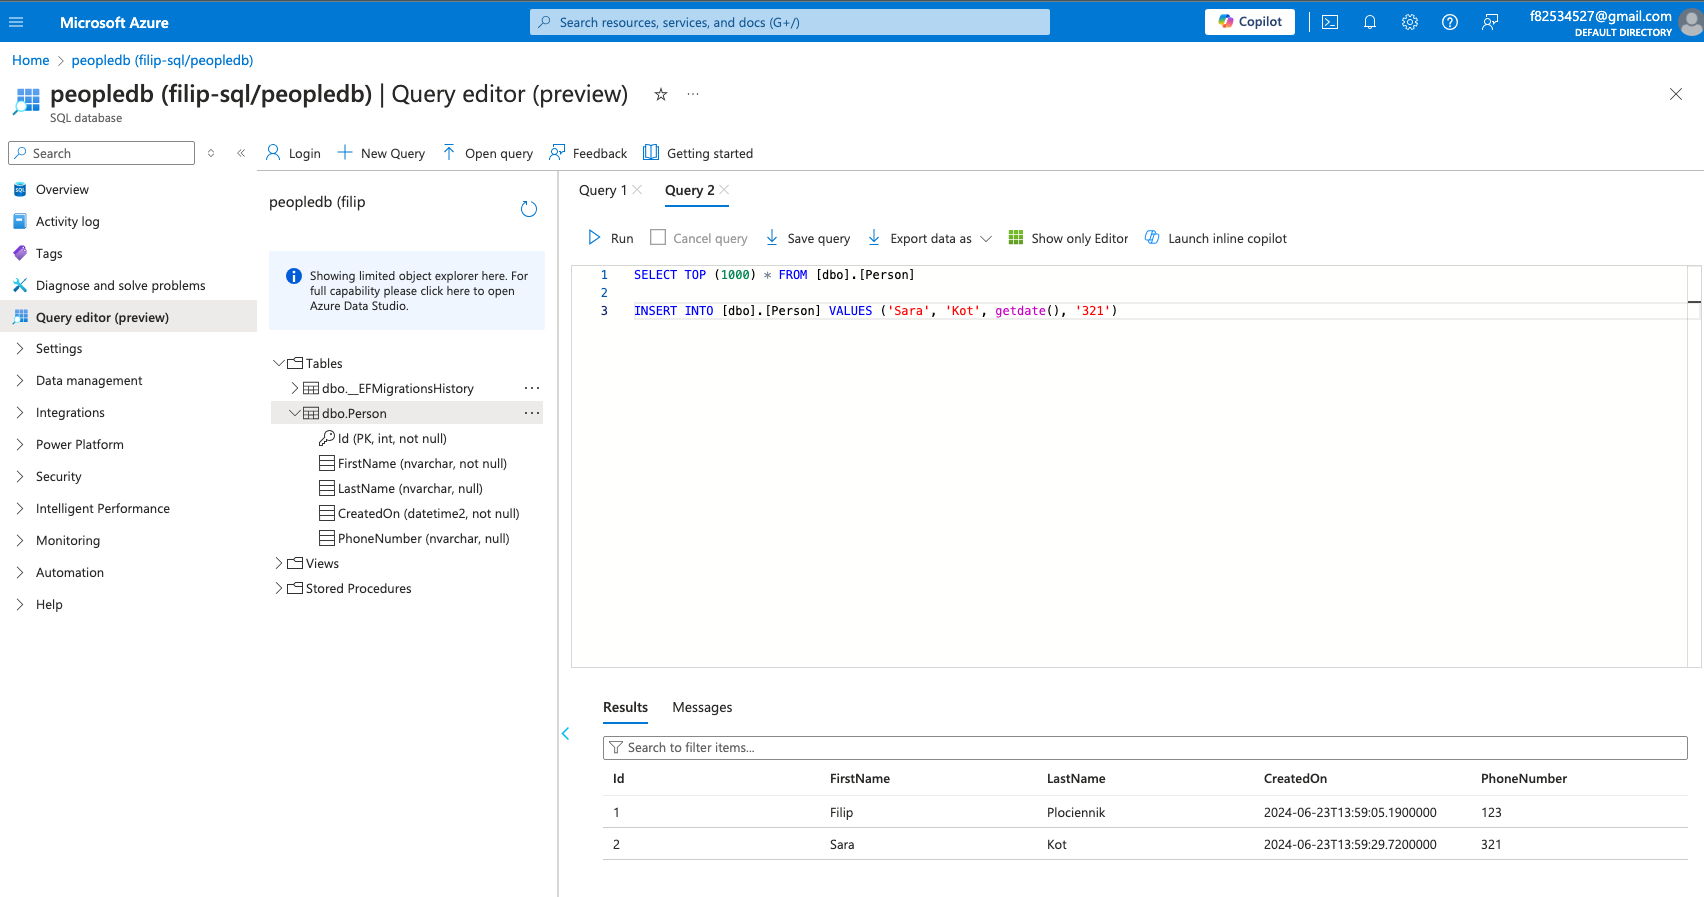 Microsoft Azure
Search resources, services, and docs (G+/)
Copilot
f82534527@gmail.com
DEFAULT DIRECTORY
Home > peopledb (filip-sql/peopledb)
peopledb (filip-sql/peopledb) | Query editor (preview)
SQL database
Search
Login
New Query
Open query
Feedback
Getting started
Overview
Activity log
Tags
Diagnose and solve problems
Query editor (preview)
Settings
Data management
Integrations
Power Platform
Security
Intelligent Performance
Monitoring
Automation
Help
peopledb (filip
Showing limited object explorer here. For
full capability please click here to open
Azure Data Studio.
Tables
dbo.__EFMigrationsHistory
dbo.Person
Id (PK, int, not null)
FirstName (nvarchar, not null)
LastName (nvarchar, null)
CreatedOn (datetime2, not null)
PhoneNumber (nvarchar, null)
Views
Stored Procedures
Query 1
Query 2
Run
Cancel query
Save query
Export data as
Show only Editor
Launch inline copilot
1 SELECT TOP (1000) * FROM [dbo].[Person]
2
3 INSERT INTO [dbo].[Person] VALUES ('Sara', 'Kot', getdate(), '321')
Results
Messages
Search to filter items...
Id FirstName LastName CreatedOn PhoneNumber
1 Filip Plociennik 2024-06-23T13:59:05.1900000 123
2 Sara Kot 2024-06-23T13:59:29.7200000 321